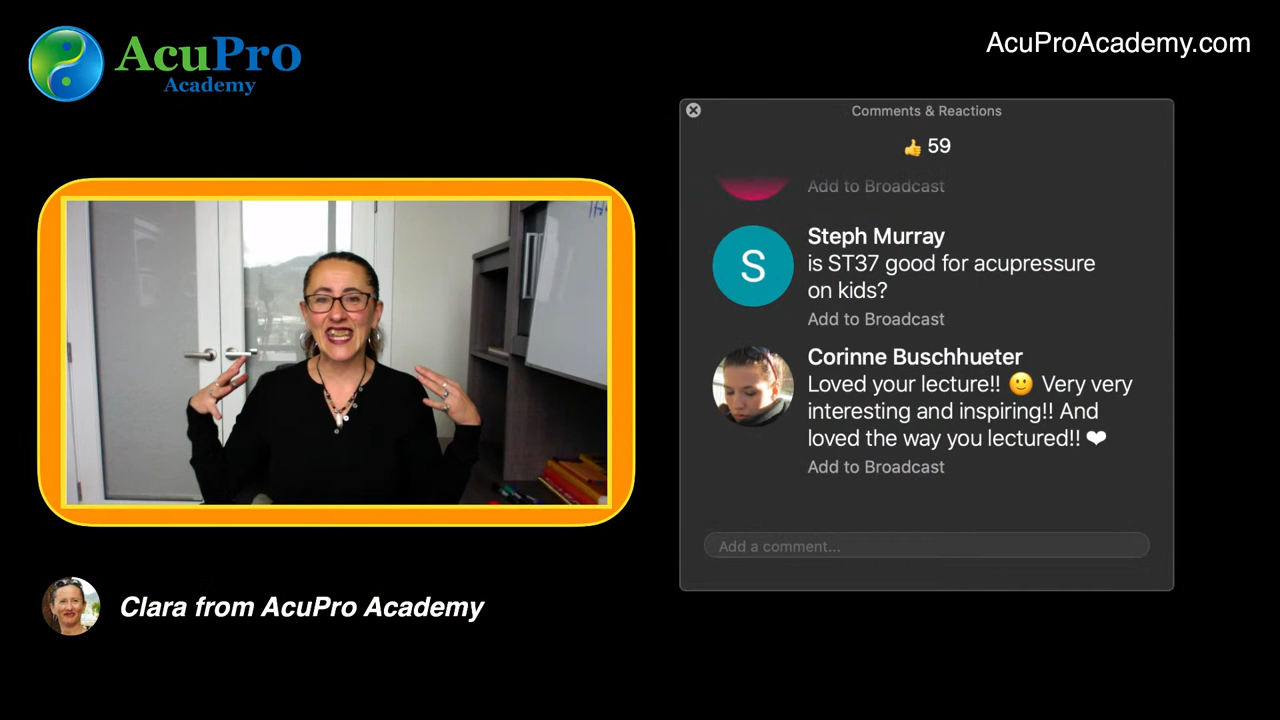 AcuPro
Academy
AcuProAcademy.com
Comments & Reactions
👍 59
Add to Broadcast
S
Steph Murray
is ST37 good for acupressure
on kids?
Add to Broadcast
Corinne Buschhueter
Loved your lecture!! 🙂 Very very
interesting and inspiring!! And
loved the way you lectured!! ❤
Add to Broadcast
Add a comment...
Clara from AcuPro Academy